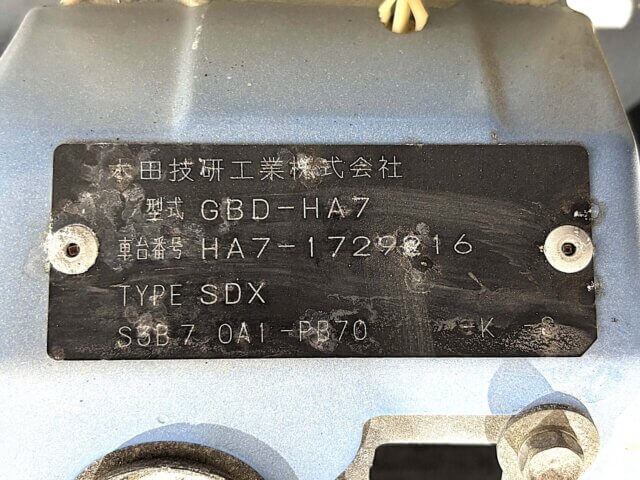 本田技研工業株式会社
型式 GBD-HA7
車台番号 HA7-1729216
TYPE SDX
S3B7 0A1-PB70 -K -S